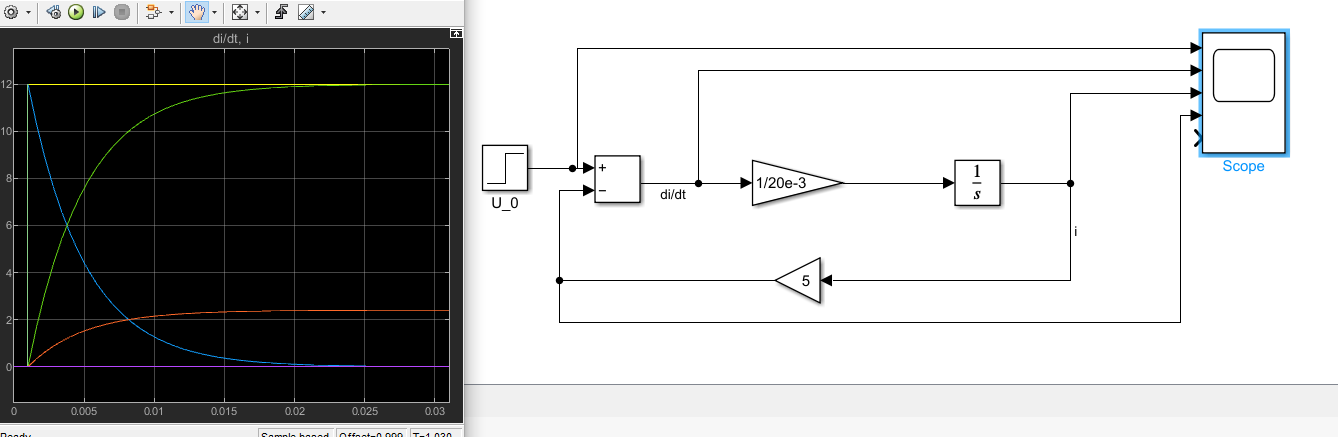 di/dt, i
12
10
8
6
4
2
0
0
0.005
0.01
0.015
0.02
0.025
0.03
Ready
Sample based
Offset=0.999
T=1.030
U_0
+
−
di/dt
1/20e-3
1
s
i
5
Scope